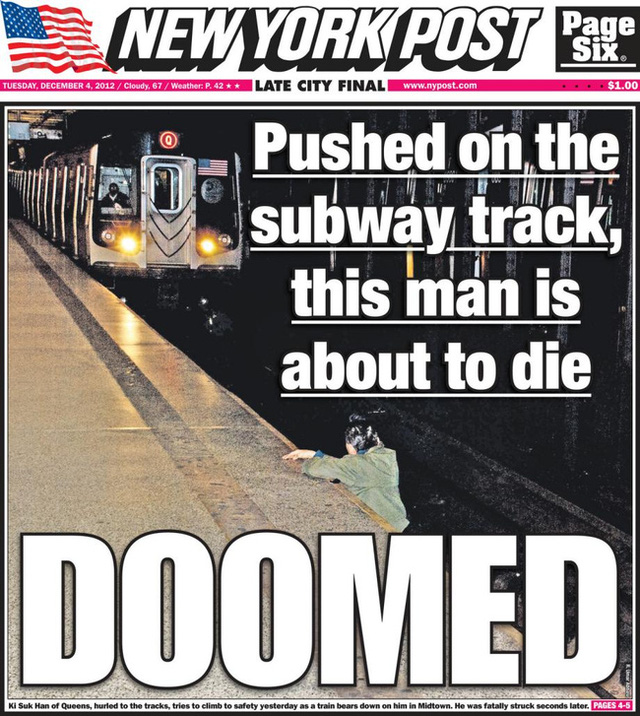 NEW YORK POST
Page
Six®
TUESDAY, DECEMBER 4, 2012 / Cloudy, 67 / Weather: P. 42 ★★
LATE CITY FINAL
www.nypost.com
$1.00
Q
Pushed on the
subway track,
this man is
about to die
DOOMED
Ki Suk Han of Queens, hurled to the tracks, tries to climb to safety yesterday as a train bears down on him in Midtown. He was fatally struck seconds later. PAGES 4-5